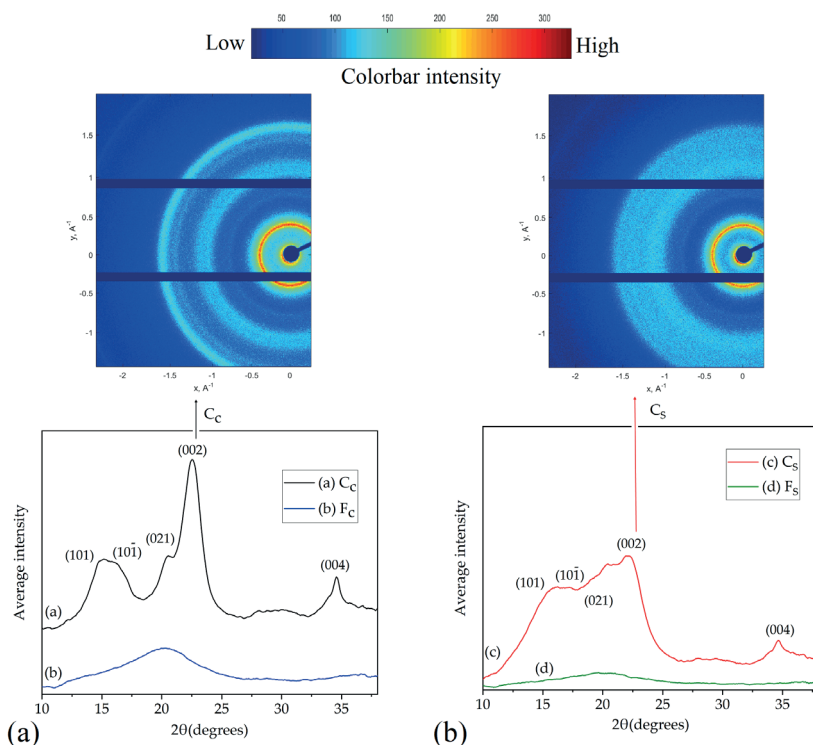 50 100 150 200 250 300
Low High
Colorbar intensity
1.5
1
0.5
0
-0.5
-1
y, A⁻¹
-2 -1.5 -1 -0.5 0
x, A⁻¹
1.5
1
0.5
0
-0.5
-1
y, A⁻¹
-2 -1.5 -1 -0.5 0
x, A⁻¹
C_C
(002)
(a) C_C
(b) F_C
(101)
(101̄)
(021)
(004)
(a)
(b)
Average intensity
10 15 20 25 30 35
2θ(degrees)
(a)
C_S
(c) C_S
(d) F_S
(002)
(101)
(101̄)
(021)
(004)
(c)
(d)
Average intensity
10 15 20 25 30 35
2θ(degrees)
(b)